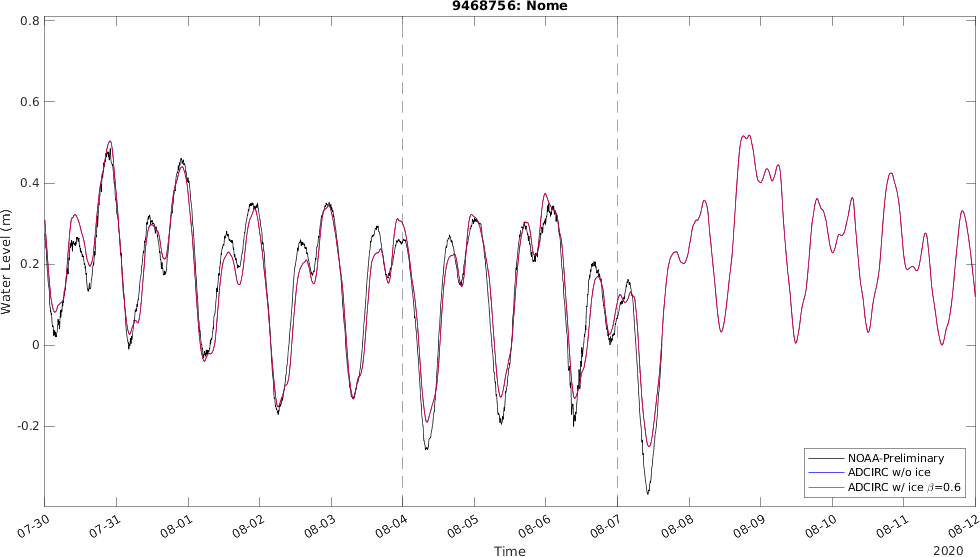 9468756: Nome
Water Level (m)
0.8
0.6
0.4
0.2
0
-0.2
NOAA-Preliminary
ADCIRC w/o ice
ADCIRC w/ ice β=0.6
07-30 07-31 08-01 08-02 08-03 08-04 08-05 08-06 08-07 08-08 08-09 08-10 08-11 08-12
Time
2020